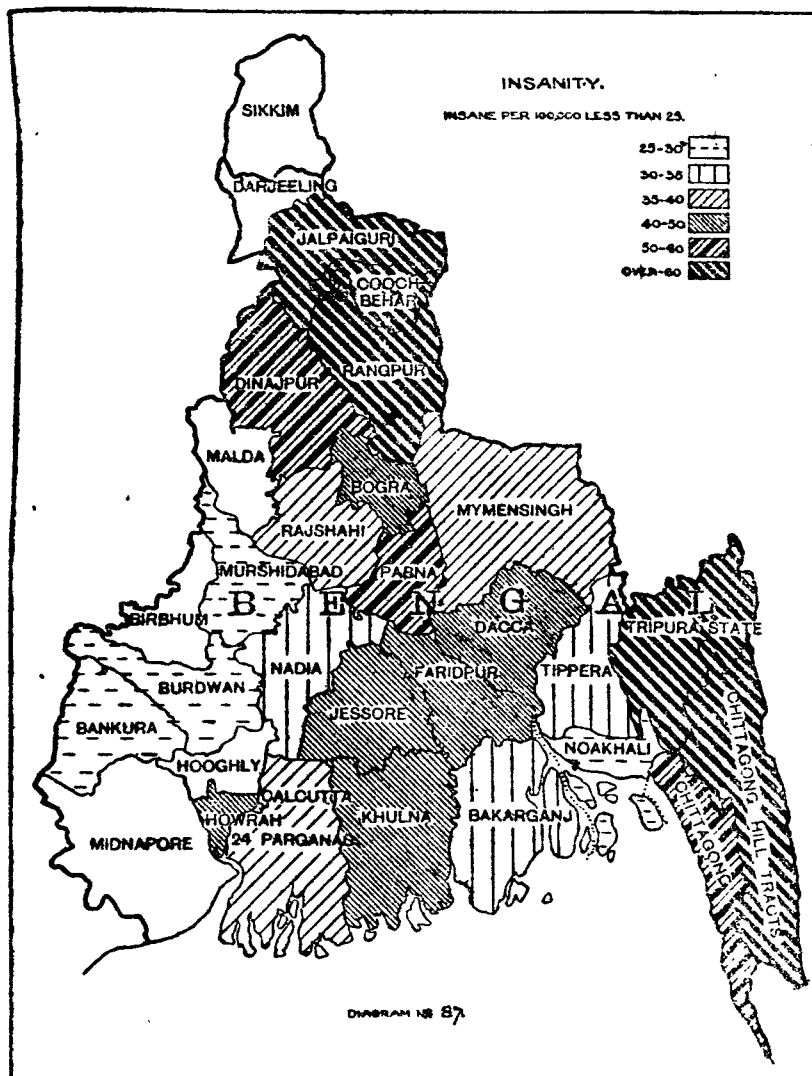 INSANITY.
INSANE PER 100,000 LESS THAN 25.
25-30
30-35
35-40
40-50
50-60
OVER-60
SIKKIM
DARJEELING
JALPAIGURI
COOCH
BEHAR
DINAJPUR
RANGPUR
MALDA
BOGRA
RAJSHAHI
MYMENSINGH
MURSHIDABAD
PABNA
BENGAL
BIRBHUM
DACCA
TRIPURA STATE
NADIA
FARIDPUR
TIPPERA
BURDWAN
BANKURA
JESSORE
NOAKHALI
HOOGHLY
CALCUTTA
HOWRAH
KHULNA
BAKARGANJ
MIDNAPORE
24 PARGANAS
CHITTAGONG
CHITTAGONG HILL TRACTS
DIAGRAM NO 87.